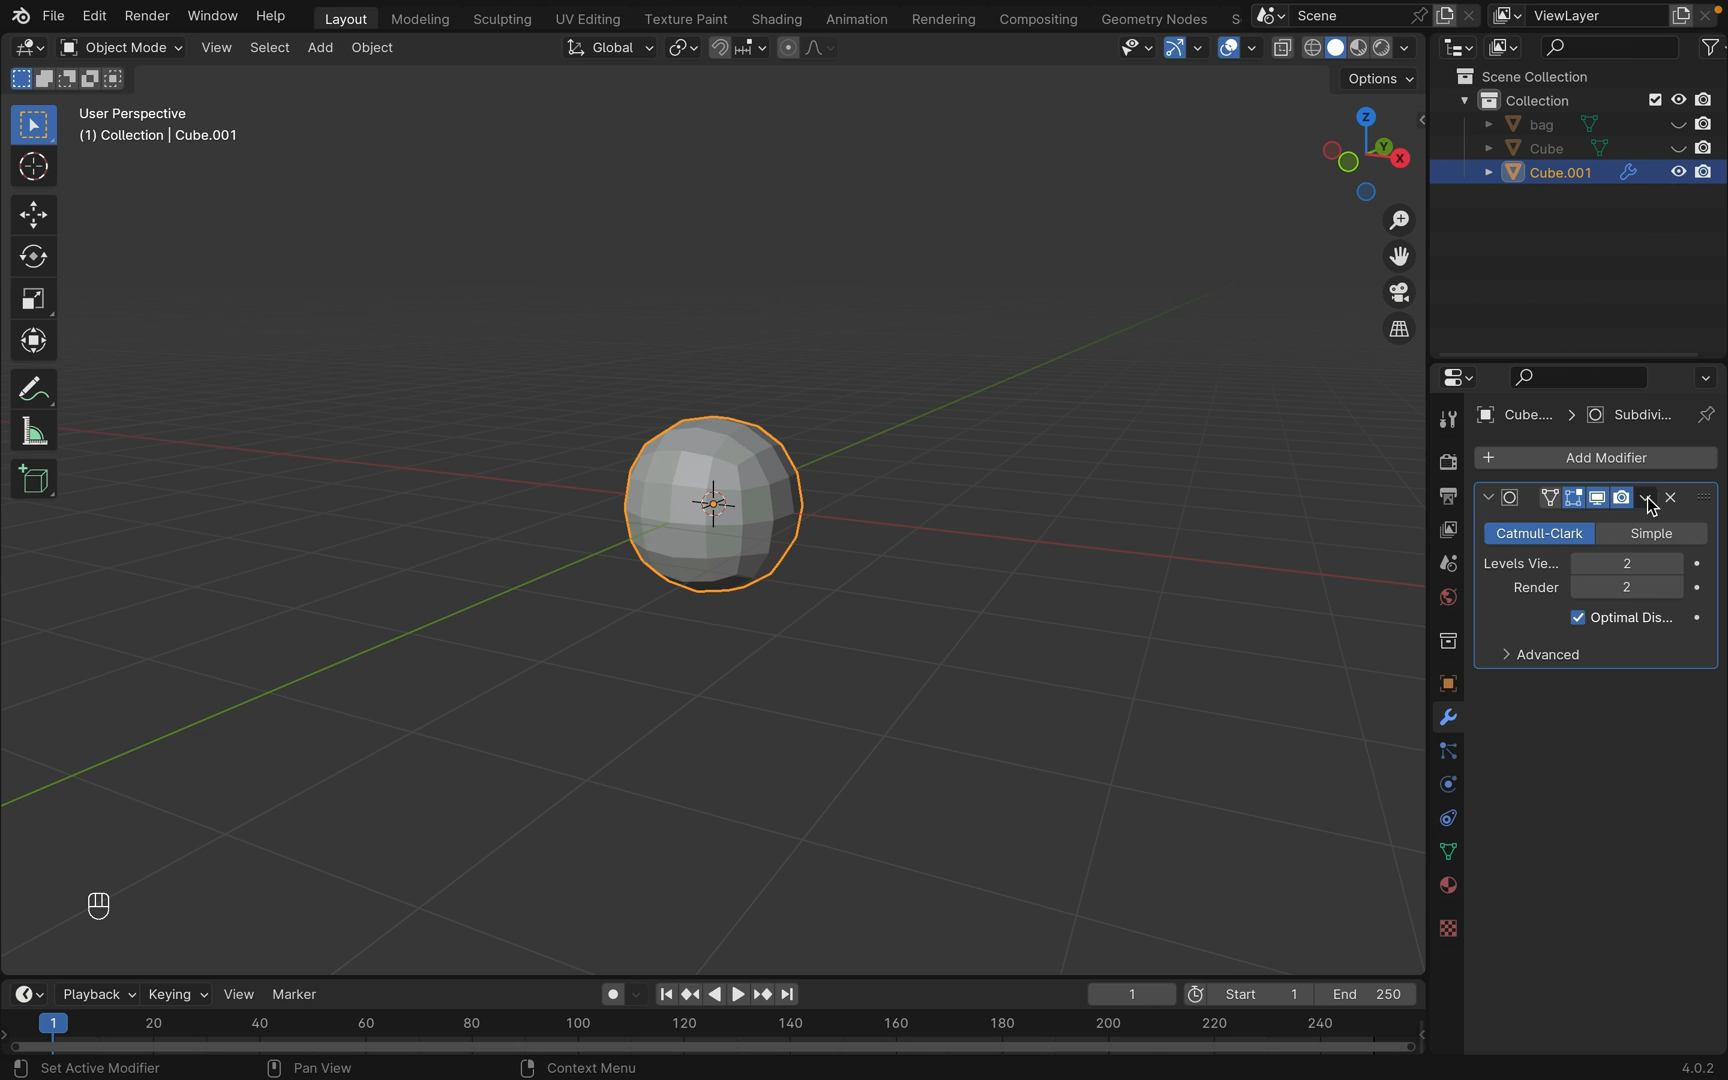 File Edit Render Window Help Layout Modeling Sculpting UV Editing Texture Paint Shading Animation Rendering Compositing Geometry Nodes S Scene ViewLayer
Object Mode View Select Add Object Global
Options
User Perspective
(1) Collection | Cube.001
Z
Y
X
Scene Collection
Collection
bag
Cube
Cube.001
Cube.... > Subdivi...
+ Add Modifier
Catmull-Clark Simple
Levels Vie... 2
Render 2
Optimal Dis...
Advanced
Playback Keying View Marker 1 Start 1 End 250
1 20 40 60 80 100 120 140 160 180 200 220 240
Set Active Modifier Pan View Context Menu 4.0.2